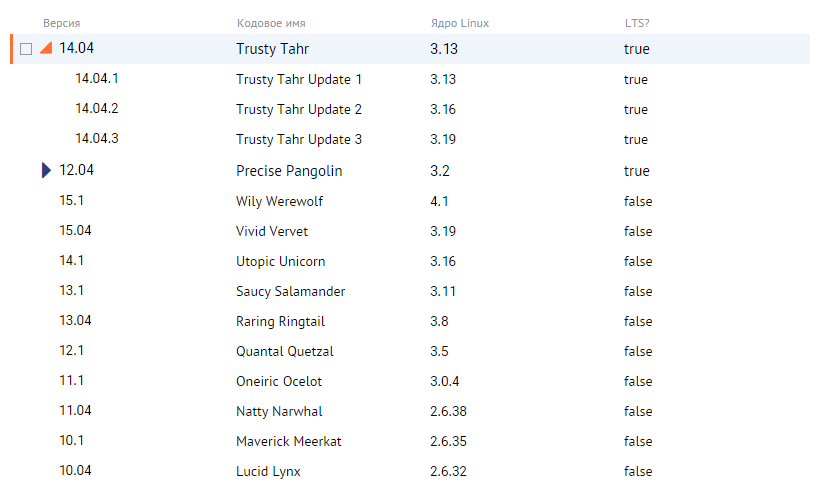 Версия Кодовое имя Ядро Linux LTS?
14.04 Trusty Tahr 3.13 true
14.04.1 Trusty Tahr Update 1 3.13 true
14.04.2 Trusty Tahr Update 2 3.16 true
14.04.3 Trusty Tahr Update 3 3.19 true
12.04 Precise Pangolin 3.2 true
15.1 Wily Werewolf 4.1 false
15.04 Vivid Vervet 3.19 false
14.1 Utopic Unicorn 3.16 false
13.1 Saucy Salamander 3.11 false
13.04 Raring Ringtail 3.8 false
12.1 Quantal Quetzal 3.5 false
11.1 Oneiric Ocelot 3.0.4 false
11.04 Natty Narwhal 2.6.38 false
10.1 Maverick Meerkat 2.6.35 false
10.04 Lucid Lynx 2.6.32 false